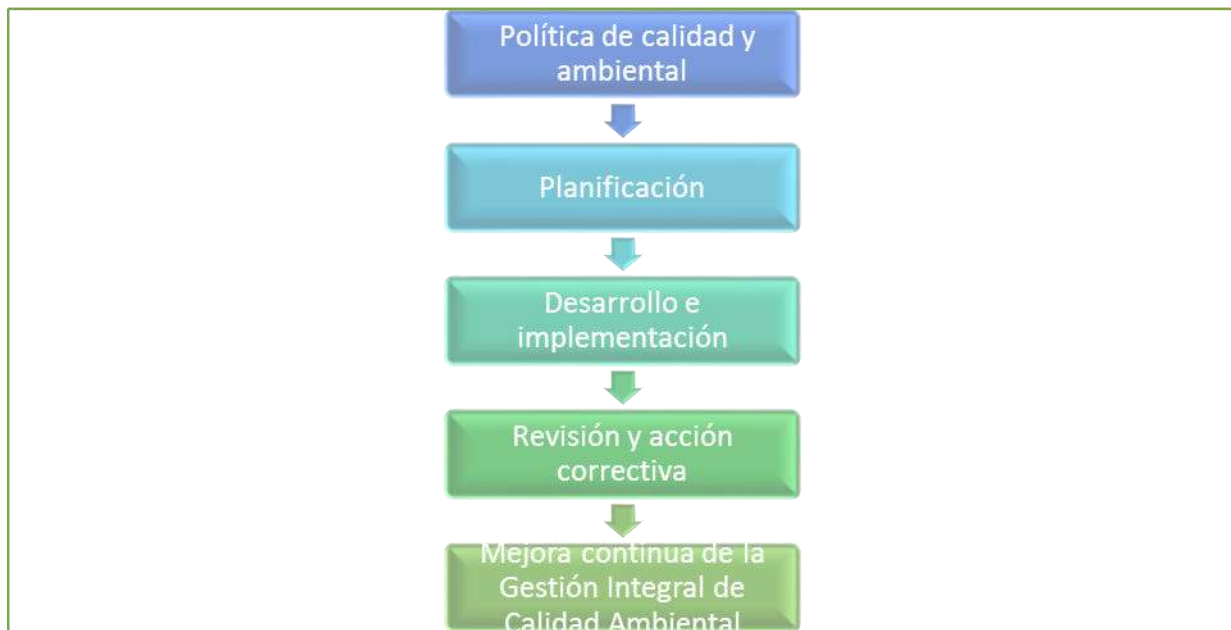 Política de calidad y
ambiental
Planificación
Desarrollo e
implementación
Revisión y acción
correctiva
Mejora continua de la
Gestión Integral de
Calidad Ambiental